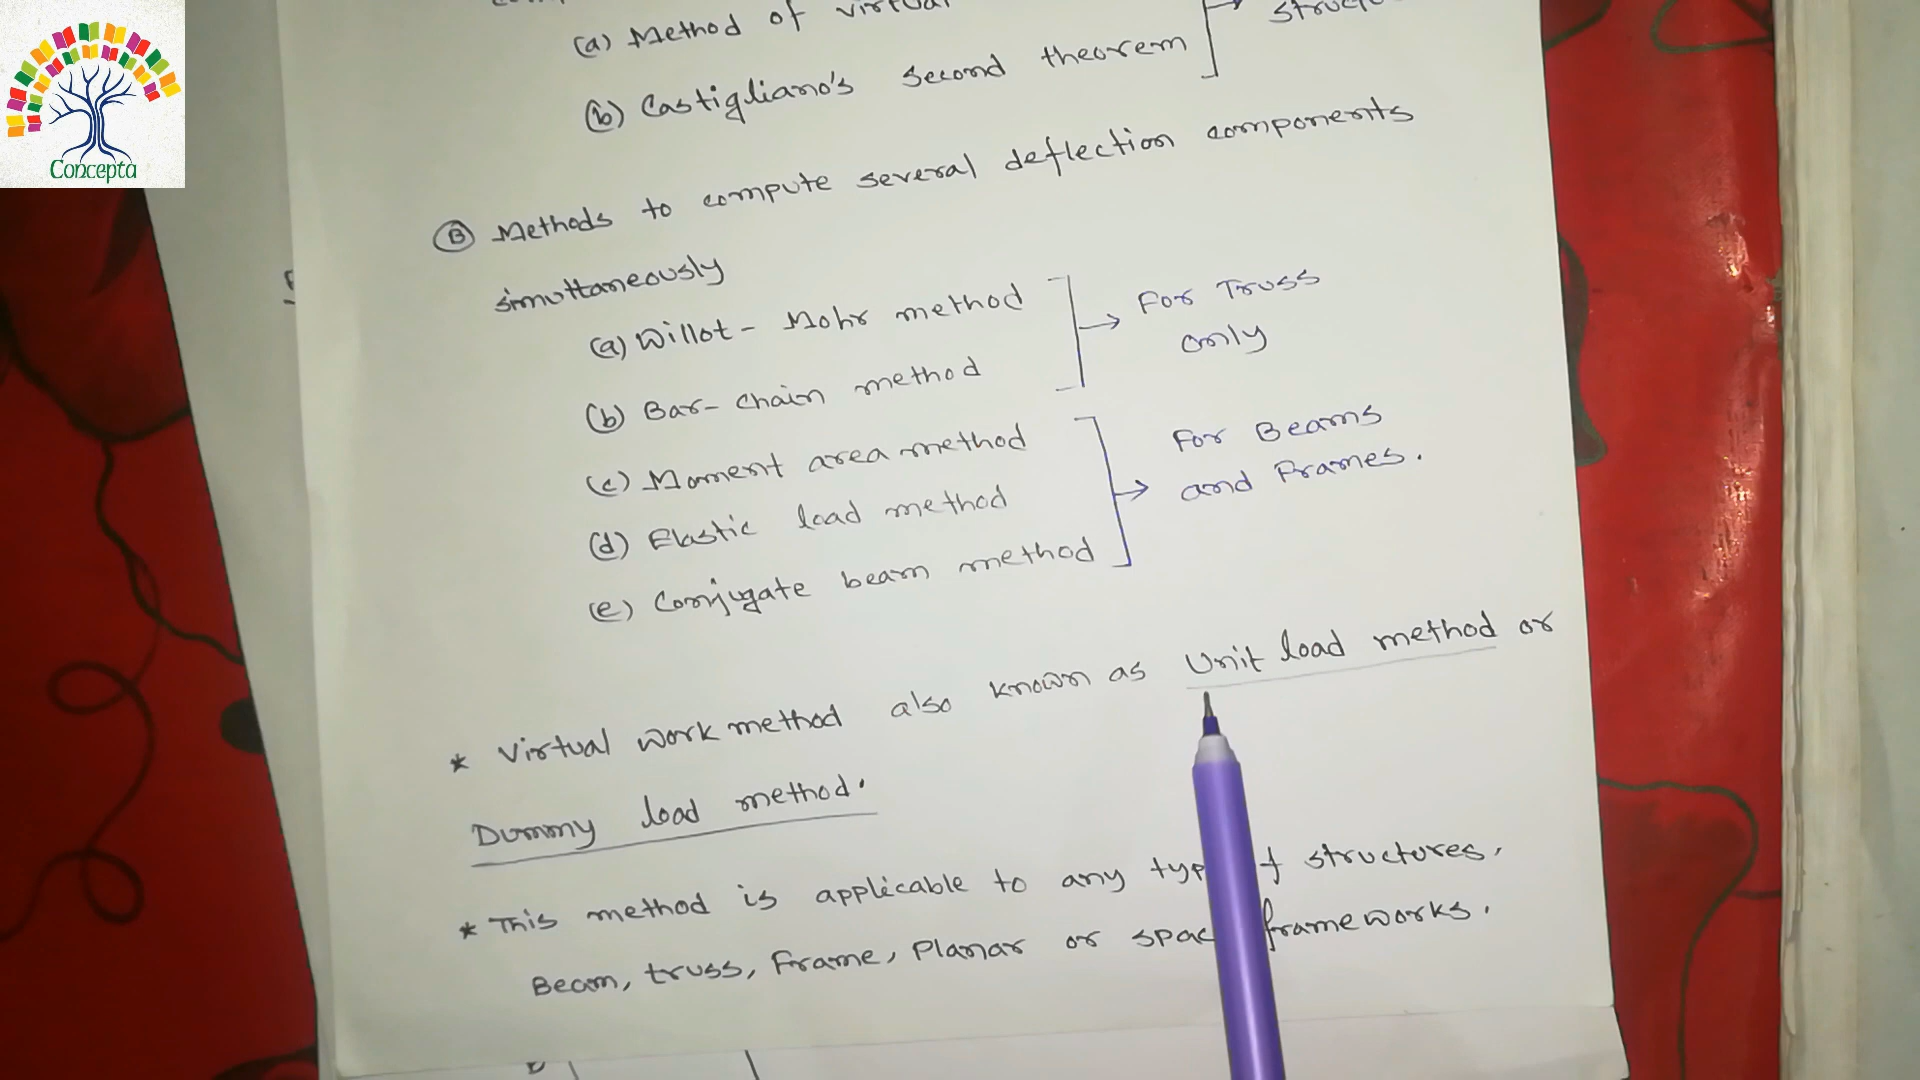 Concepta
(a) Method of virtual
(b) Castigliano's second theorem
(B) Methods to compute several deflection components
simultaneously
(a) Willot - Mohr method
(b) Bar-chain method
For Truss
only
(c) Moment area method
(d) Elastic load method
(e) Conjugate beam method
For Beams
and Frames.
* Virtual work method also known as Unit load method or
Dummy load method.
* This method is applicable to any structures,
Beam, truss, Frame, Planar or frameworks.